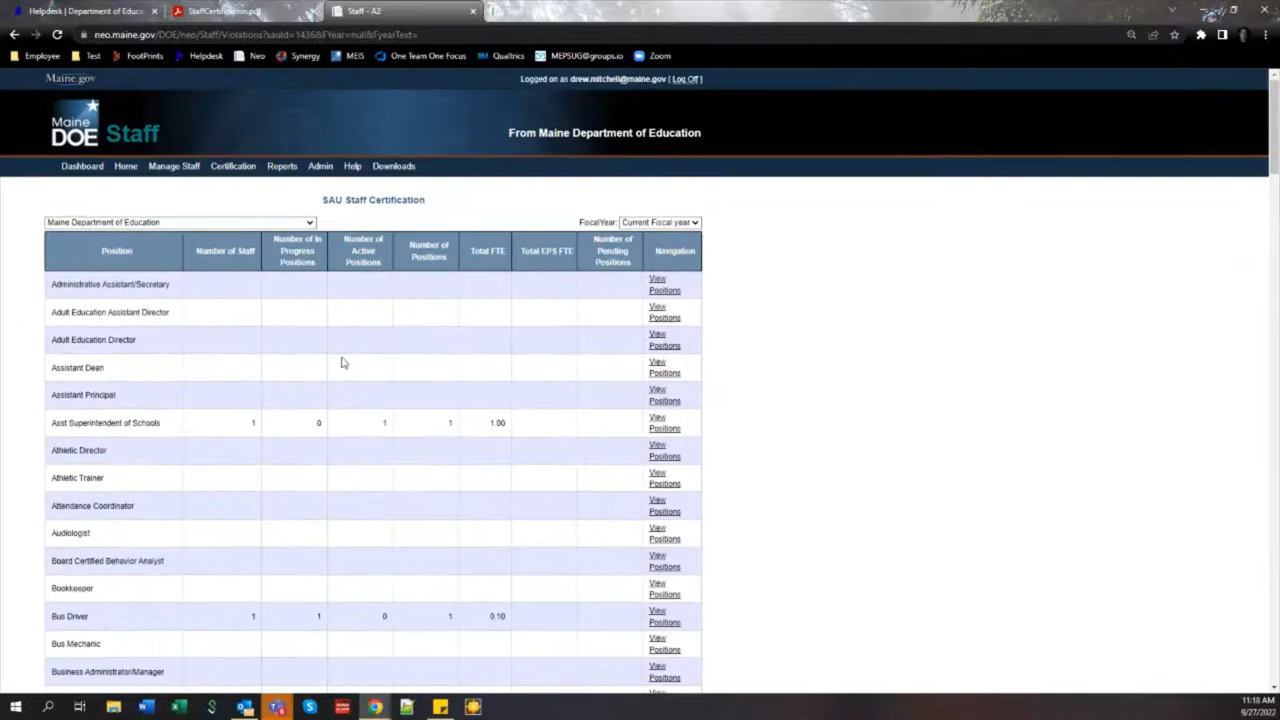 Helpdesk | Department of Educa
StaffCertification.pdf
Staff - A2
neo.maine.gov/DOE/neo/Staff/Violations?sauId=1436&FYear=null&FyearText=
Employee
Test
FootPrints
Helpdesk
Neo
Synergy
MEIS
One Team One Focus
Qualtrics
MEPSUG@groups.io
Zoom
Maine.gov
Logged on as drew.mitchell@maine.gov [ Log Off ]
Maine
DOE Staff
From Maine Department of Education
Dashboard Home Manage Staff Certification Reports Admin Help Downloads
SAU Staff Certification
Maine Department of Education
FiscalYear: Current Fiscal year
Position
Number of Staff
Number of In
Progress
Positions
Number of
Active
Positions
Number of
Positions
Total FTE
Total EPS FTE
Number of
Pending
Positions
Navigation
Administrative Assistant/Secretary
View
Positions
Adult Education Assistant Director
View
Positions
Adult Education Director
View
Positions
Assistant Dean
View
Positions
Assistant Principal
View
Positions
Asst Superintendent of Schools 1 0 1 1 1.00
View
Positions
Athletic Director
View
Positions
Athletic Trainer
View
Positions
Attendance Coordinator
View
Positions
Audiologist
View
Positions
Board Certified Behavior Analyst
View
Positions
Bookkeeper
View
Positions
Bus Driver 1 1 0 1 0.10
View
Positions
Bus Mechanic
View
Positions
Business Administrator/Manager
View
Positions
View
11:18 AM
9/27/2022